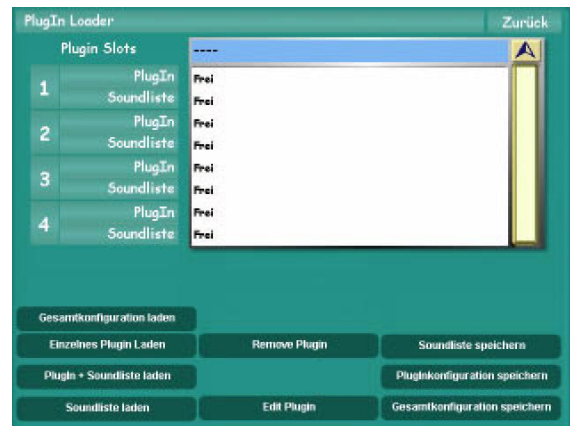 PlugIn Loader Zurück
Plugin Slots ----
1 PlugIn Frei
Soundliste Frei
2 PlugIn Frei
Soundliste Frei
3 PlugIn Frei
Soundliste Frei
4 PlugIn Frei
Soundliste Frei
Gesamtkonfiguration laden
Einzelnes Plugin Laden Remove Plugin Soundliste speichern
PlugIn + Soundliste laden PlugInkonfiguration speichern
Soundliste laden Edit Plugin Gesamtkonfiguration speichern